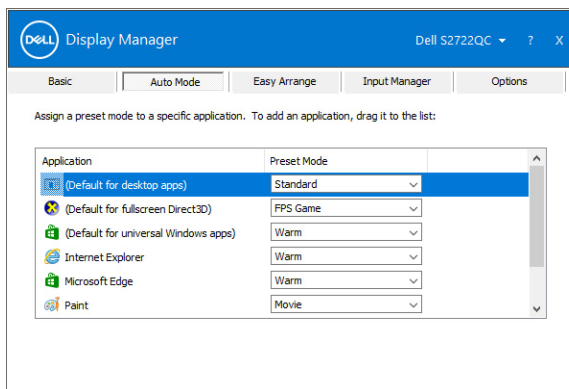 DELL Display Manager Dell S2722QC ? X
Basic Auto Mode Easy Arrange Input Manager Options
Assign a preset mode to a specific application. To add an application, drag it to the list:
Application Preset Mode
(Default for desktop apps) Standard
(Default for fullscreen Direct3D) FPS Game
(Default for universal Windows apps) Warm
Internet Explorer Warm
Microsoft Edge Warm
Paint Movie